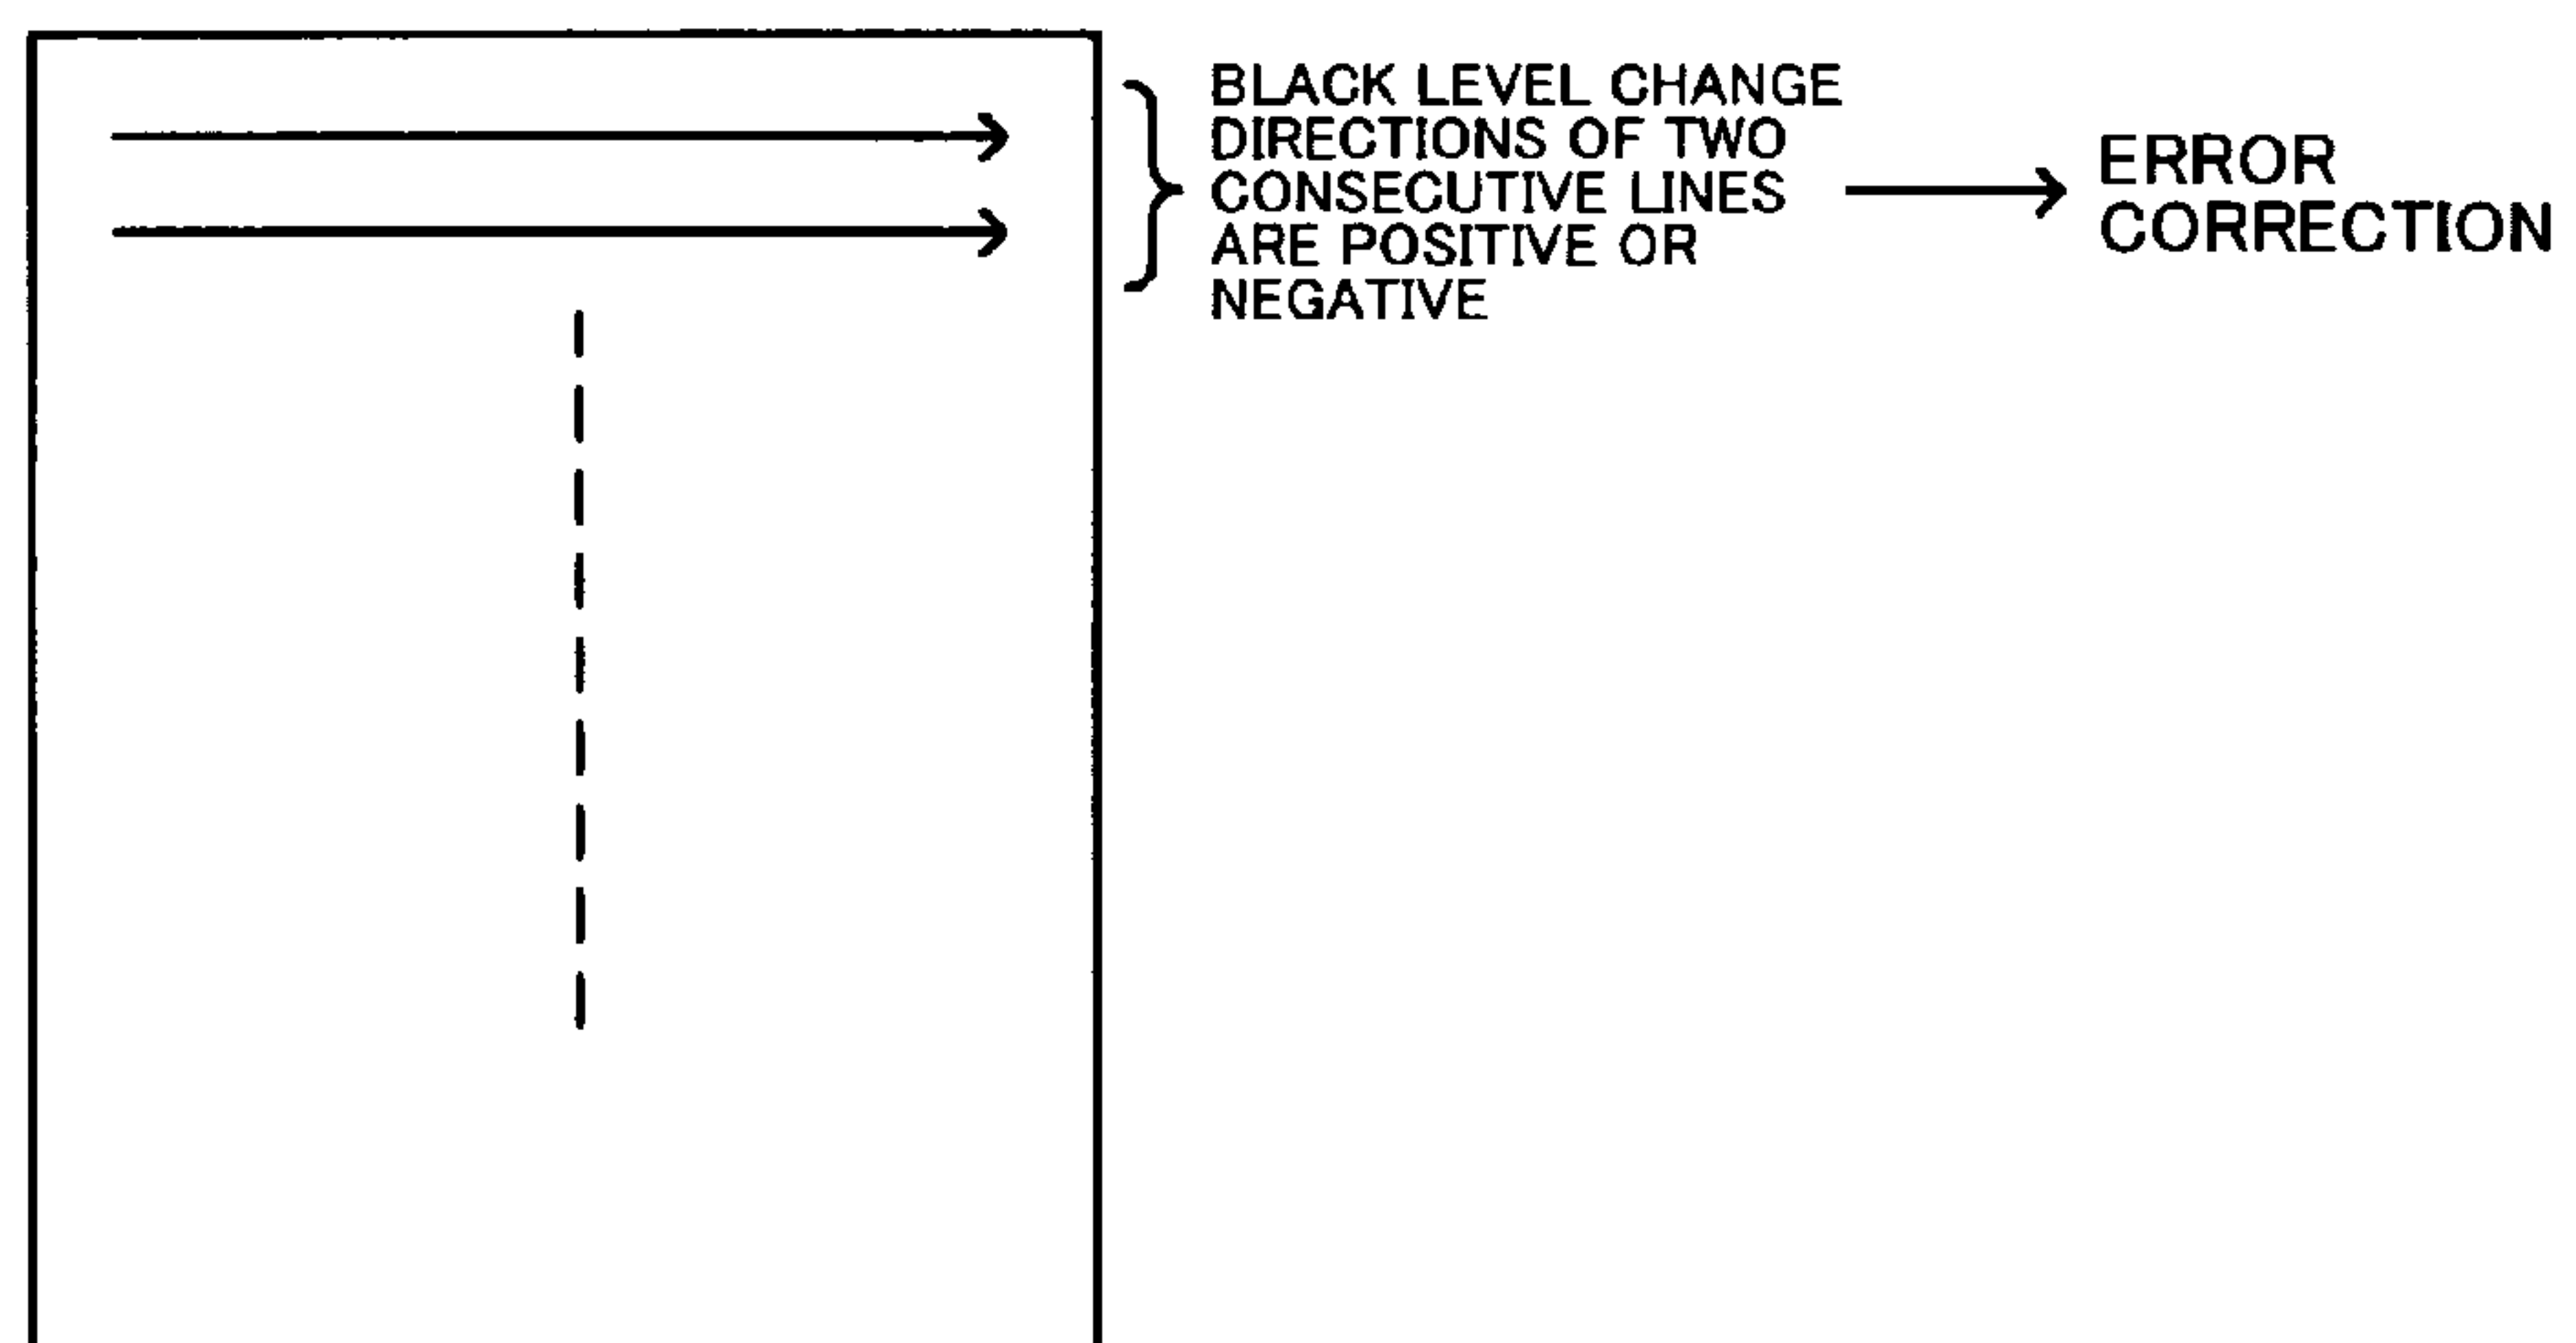 BLACK LEVEL CHANGE
DIRECTIONS OF TWO
CONSECUTIVE LINES
ARE POSITIVE OR
NEGATIVE
ERROR
CORRECTION